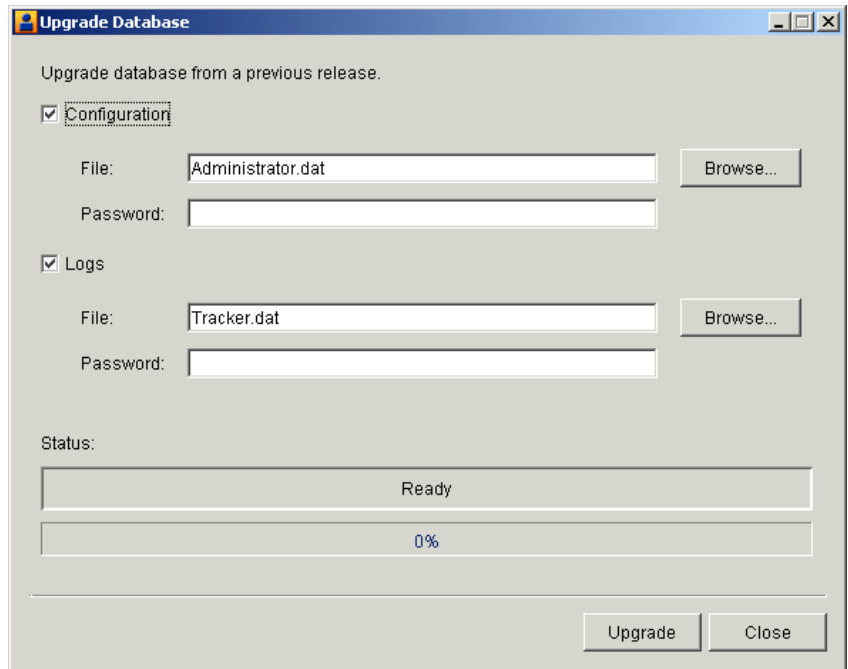 Upgrade Database
Upgrade database from a previous release.
Configuration
File: Administrator.dat Browse...
Password:
Logs
File: Tracker.dat Browse...
Password:
Status:
Ready
0%
Upgrade Close